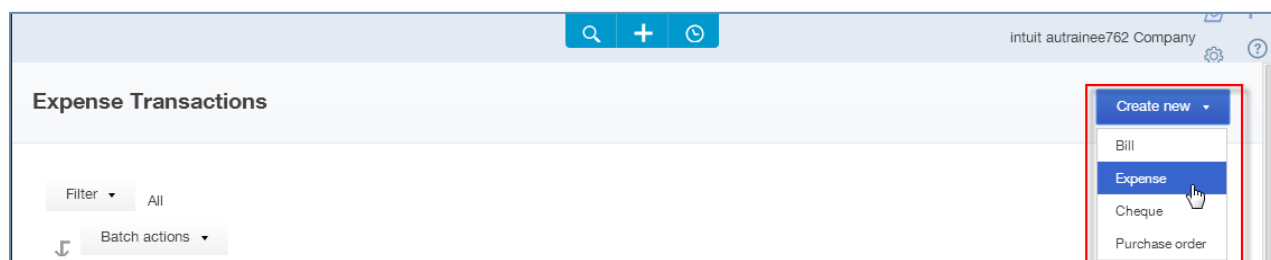 intuit autrainee762 Company
Expense Transactions
Create new
Bill
Expense
Filter
All
Cheque
Batch actions
Purchase order